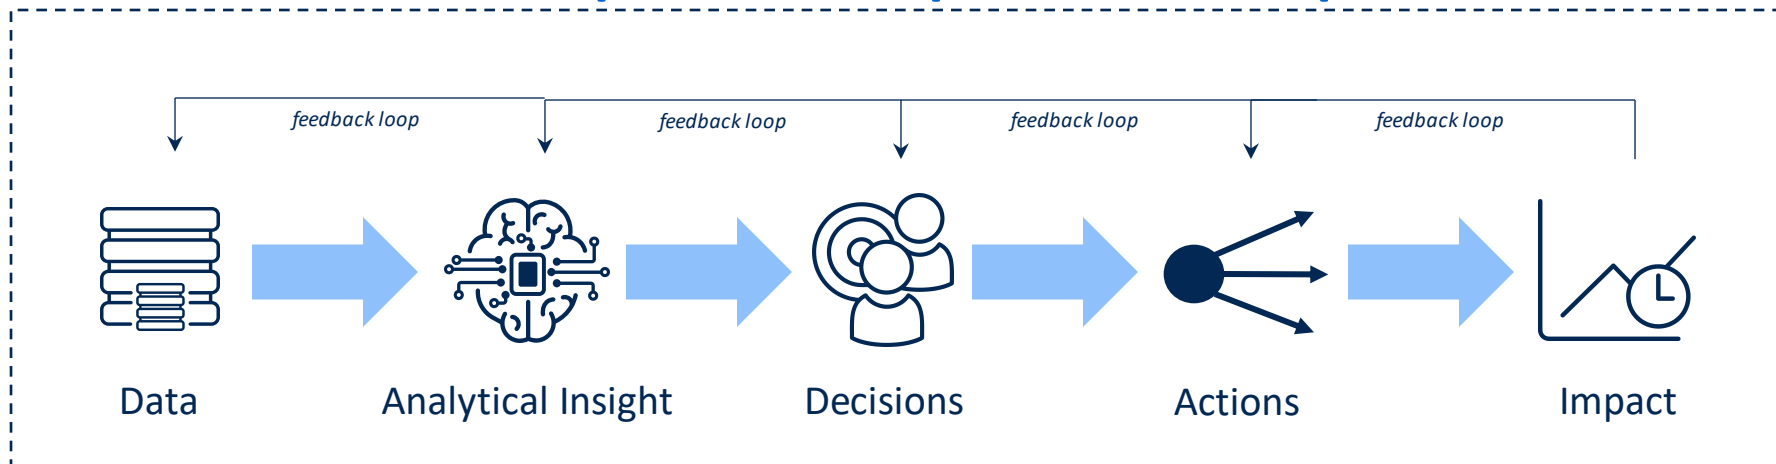 feedback loop
feedback loop
feedback loop
feedback loop
Data
Analytical Insight
Decisions
Actions
Impact